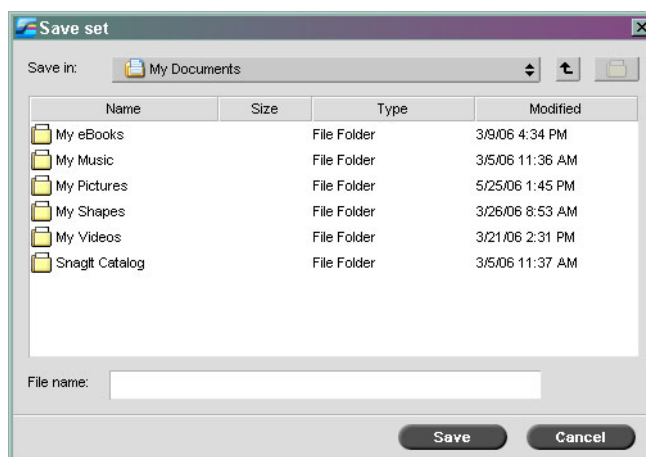 Save set
Save in: My Documents
Name Size Type Modified
My eBooks File Folder 3/9/06 4:34 PM
My Music File Folder 3/5/06 11:36 AM
My Pictures File Folder 5/25/06 1:45 PM
My Shapes File Folder 3/26/06 8:53 AM
My Videos File Folder 3/21/06 2:31 PM
SnagIt Catalog File Folder 3/5/06 11:37 AM
File name:
Save Cancel